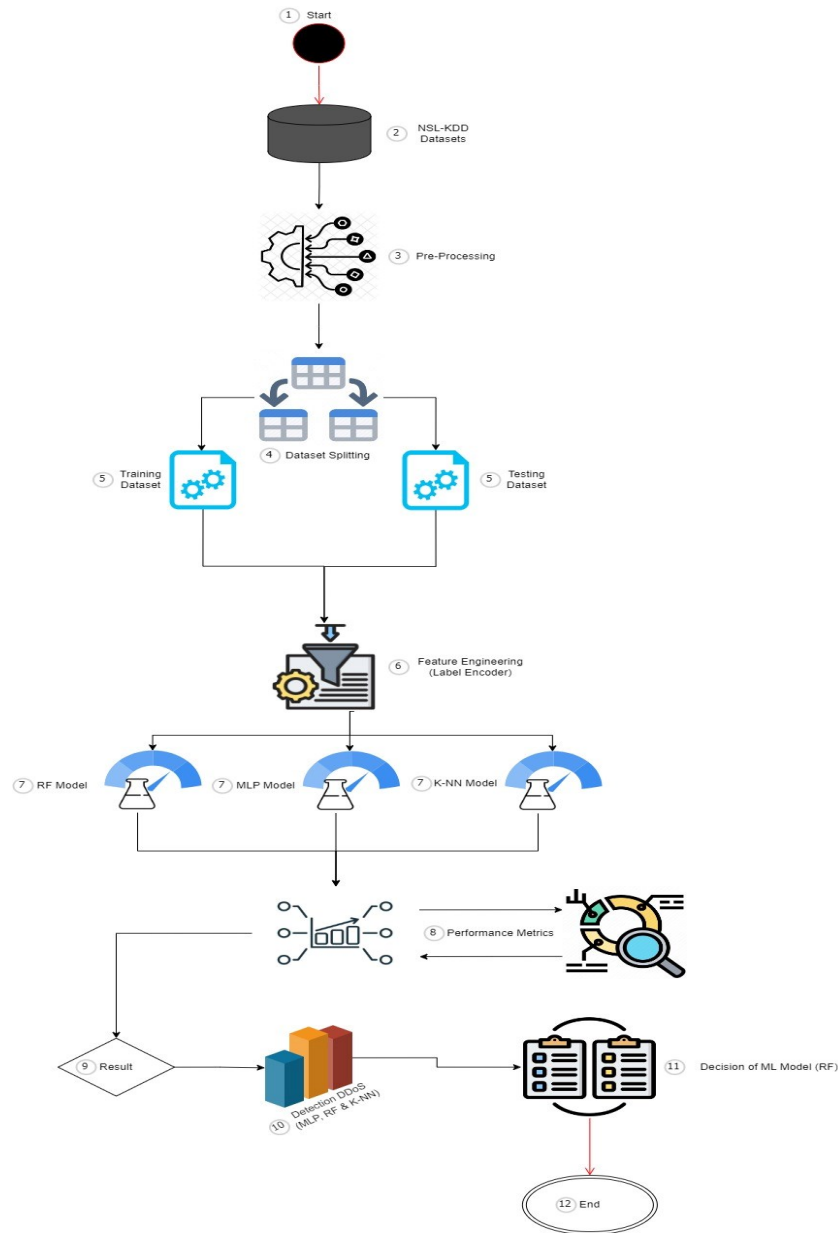 1 Start
2 NSL-KDD
Datasets
3 Pre-Processing
4 Dataset Splitting
5 Training
Dataset
5 Testing
Dataset
6 Feature Engineering
(Label Encoder)
7 RF Model
7 MLP Model
7 K-NN Model
8 Performance Metrics
9 Result
10 Detection DDoS
(MLP, RF & K-NN)
11 Decision of ML Model (RF)
12 End